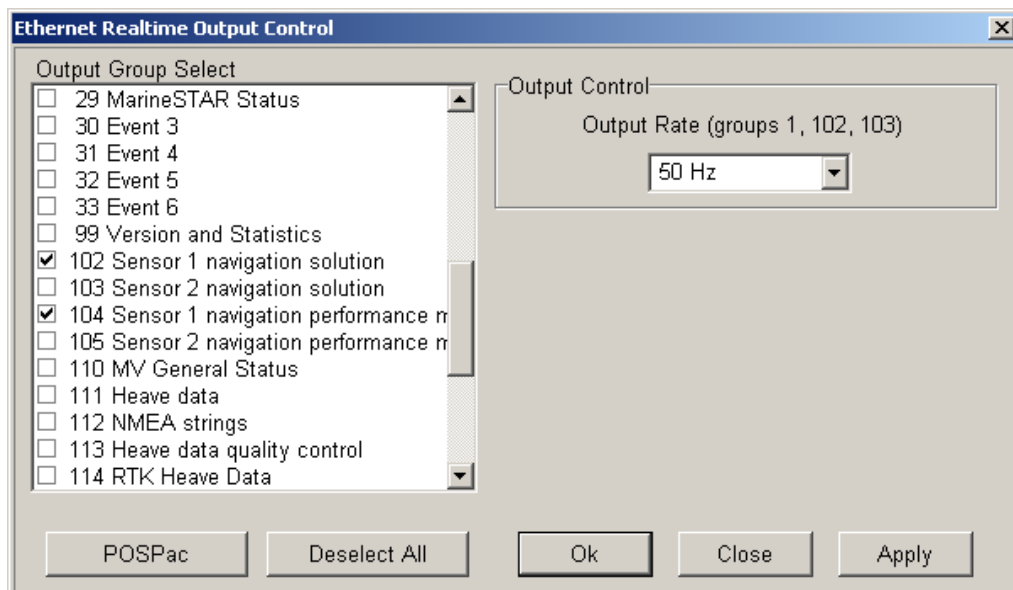 Ethernet Realtime Output Control
Output Group Select
29 MarineSTAR Status
30 Event 3
31 Event 4
32 Event 5
33 Event 6
99 Version and Statistics
102 Sensor 1 navigation solution
103 Sensor 2 navigation solution
104 Sensor 1 navigation performance m
105 Sensor 2 navigation performance m
110 MV General Status
111 Heave data
112 NMEA strings
113 Heave data quality control
114 RTK Heave Data
Output Control
Output Rate (groups 1, 102, 103)
50 Hz
POSPac
Deselect All
Ok
Close
Apply